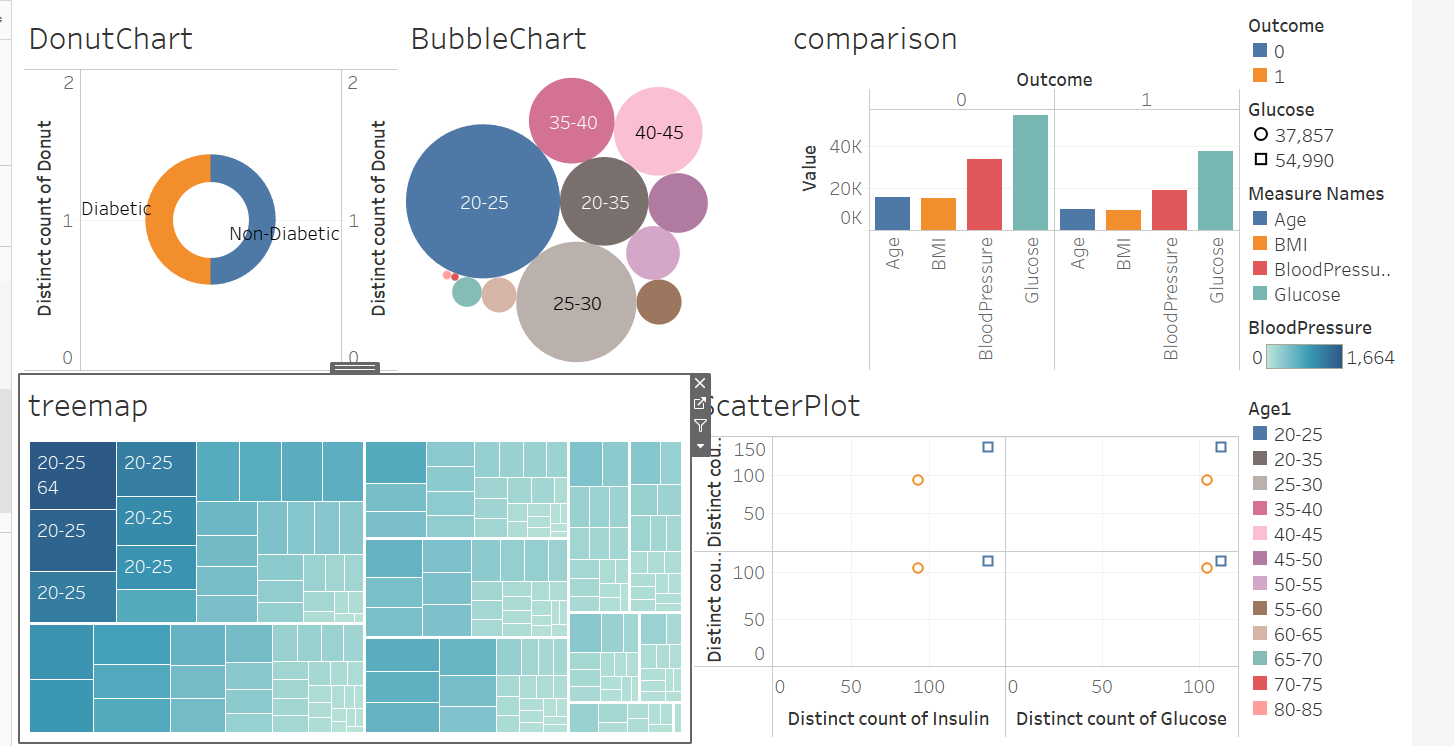 DonutChart
2
2
Distinct count of Donut
Distinct count of Donut
Diabetic
1
1
Non-Diabetic
0
0
BubbleChart
35-40
40-45
20-25
20-35
25-30
comparison
Outcome
0
1
Value
40K
20K
0K
Age
BMI
BloodPressure
Glucose
Age
BMI
BloodPressure
Glucose
Outcome
0
1
Glucose
37,857
54,990
Measure Names
Age
BMI
BloodPressu..
Glucose
BloodPressure
0
1,664
treemap
20-25
64
20-25
20-25
20-25
20-25
20-25
ScatterPlot
Distinct cou..
150
100
50
Distinct cou..
100
50
0
0
50
100
0
50
100
Distinct count of Insulin
Distinct count of Glucose
Age1
20-25
20-35
25-30
35-40
40-45
45-50
50-55
55-60
60-65
65-70
70-75
80-85